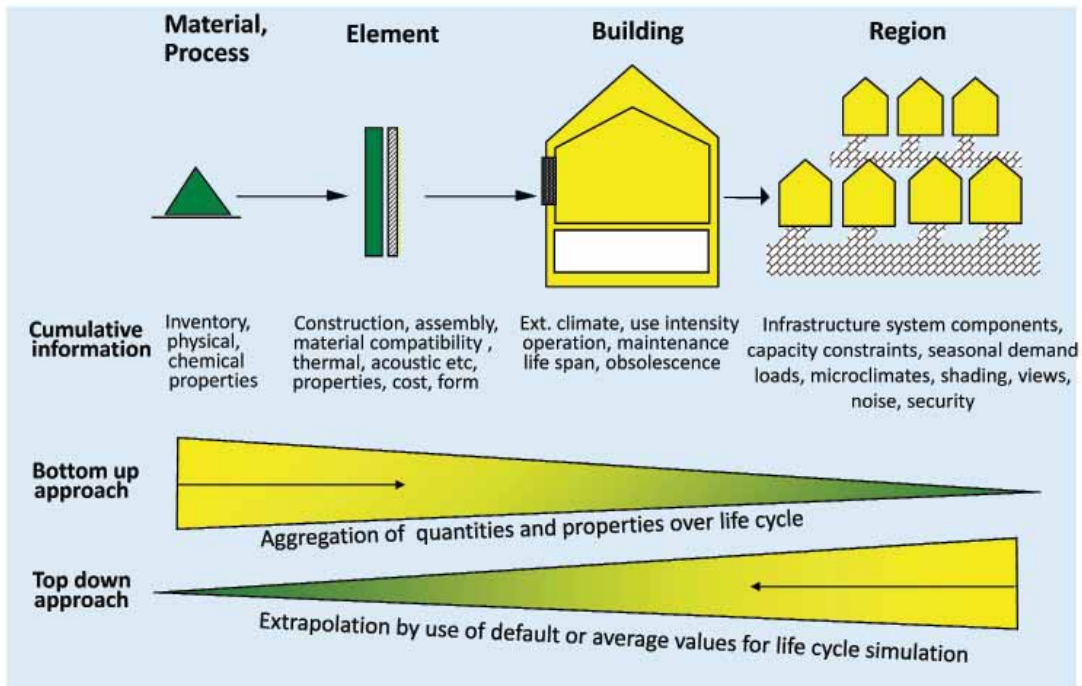 Material,
Process
Element
Building
Region
Cumulative
information
Inventory,
physical,
chemical
properties
Construction, assembly,
material compatibility ,
thermal, acoustic etc,
properties, cost, form
Ext. climate, use intensity
operation, maintenance
life span, obsolescence
Infrastructure system components,
capacity constraints, seasonal demand
loads, microclimates, shading, views,
noise, security
Bottom up
approach
Aggregation of quantities and properties over life cycle
Top down
approach
Extrapolation by use of default or average values for life cycle simulation